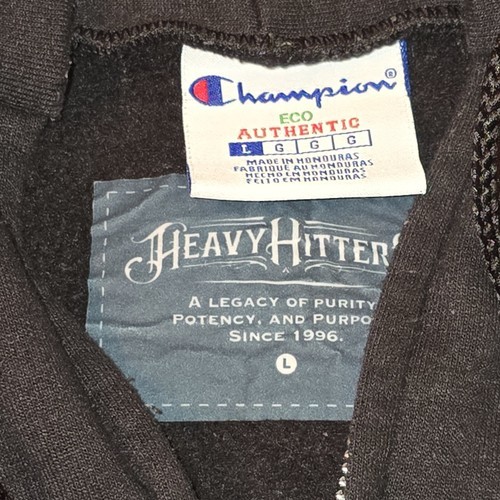 Champion®
ECO
AUTHENTIC
L G G G
MADE IN HONDURAS
FABRIQUÉ AU HONDURAS
HECHO EN HONDURAS
FEITO EM HONDURAS
HEAVY HITTER
A LEGACY OF PURITY
POTENCY, AND PURPO
SINCE 1996.
L